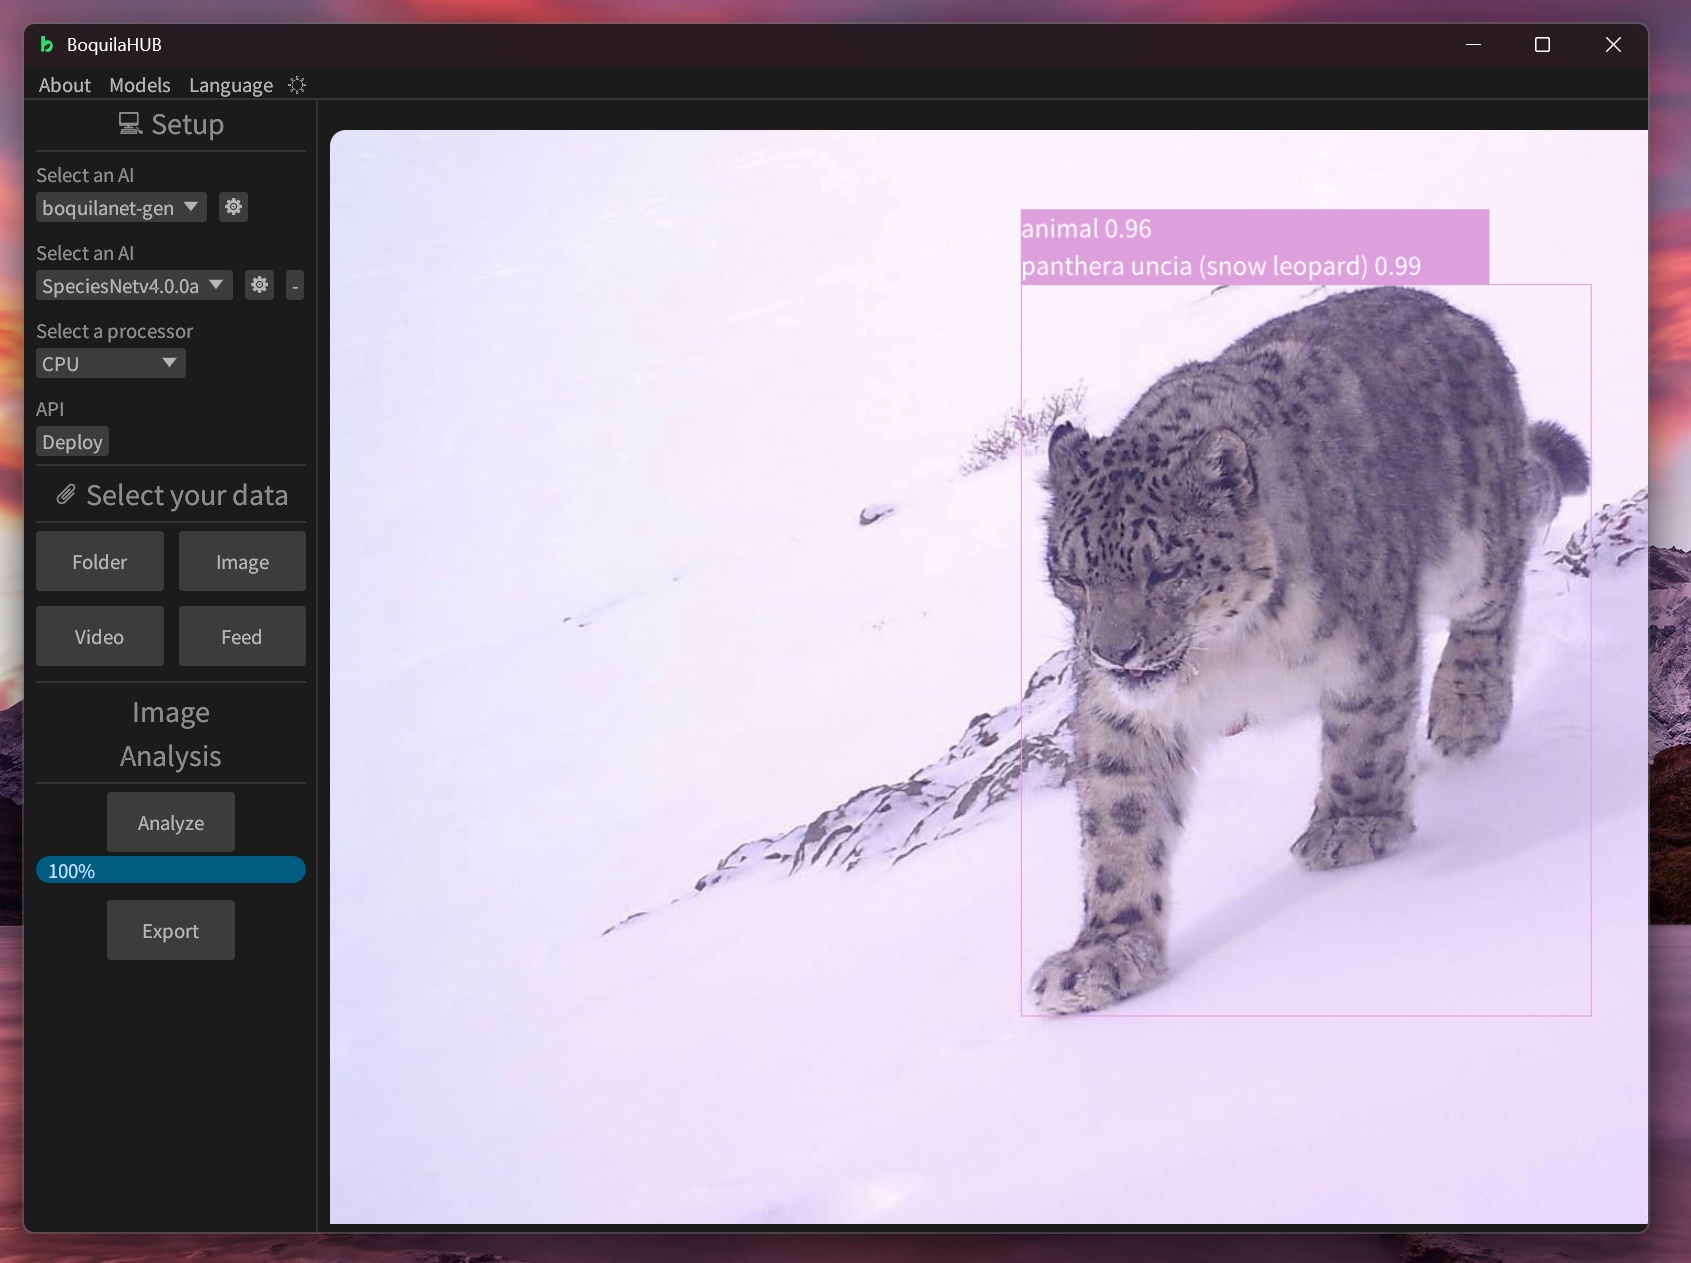 BoquilaHUB
About Models Language
Setup
Select an AI
boquilanet-gen
Select an AI
SpeciesNetv4.0.0a
-
Select a processor
CPU
API
Deploy
Select your data
Folder Image
Video Feed
Image
Analysis
Analyze
100%
Export
animal 0.96
panthera uncia (snow leopard) 0.99